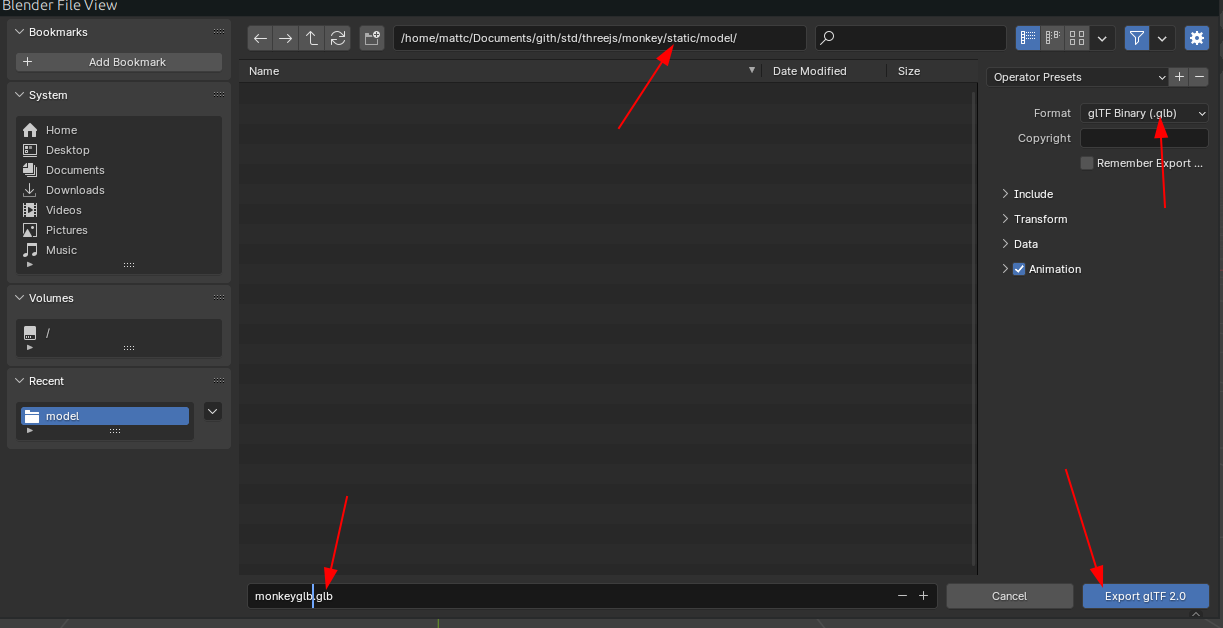 Blender File View
Bookmarks
Add Bookmark
System
Home
Desktop
Documents
Downloads
Videos
Pictures
Music
Volumes
/
Recent
model
/home/mattc/Documents/gith/std/threejs/monkey/static/model/
Name Date Modified Size
monkeyglb.glb
Cancel
Export glTF 2.0
Operator Presets
Format glTF Binary (.glb)
Copyright
Remember Export ...
Include
Transform
Data
Animation